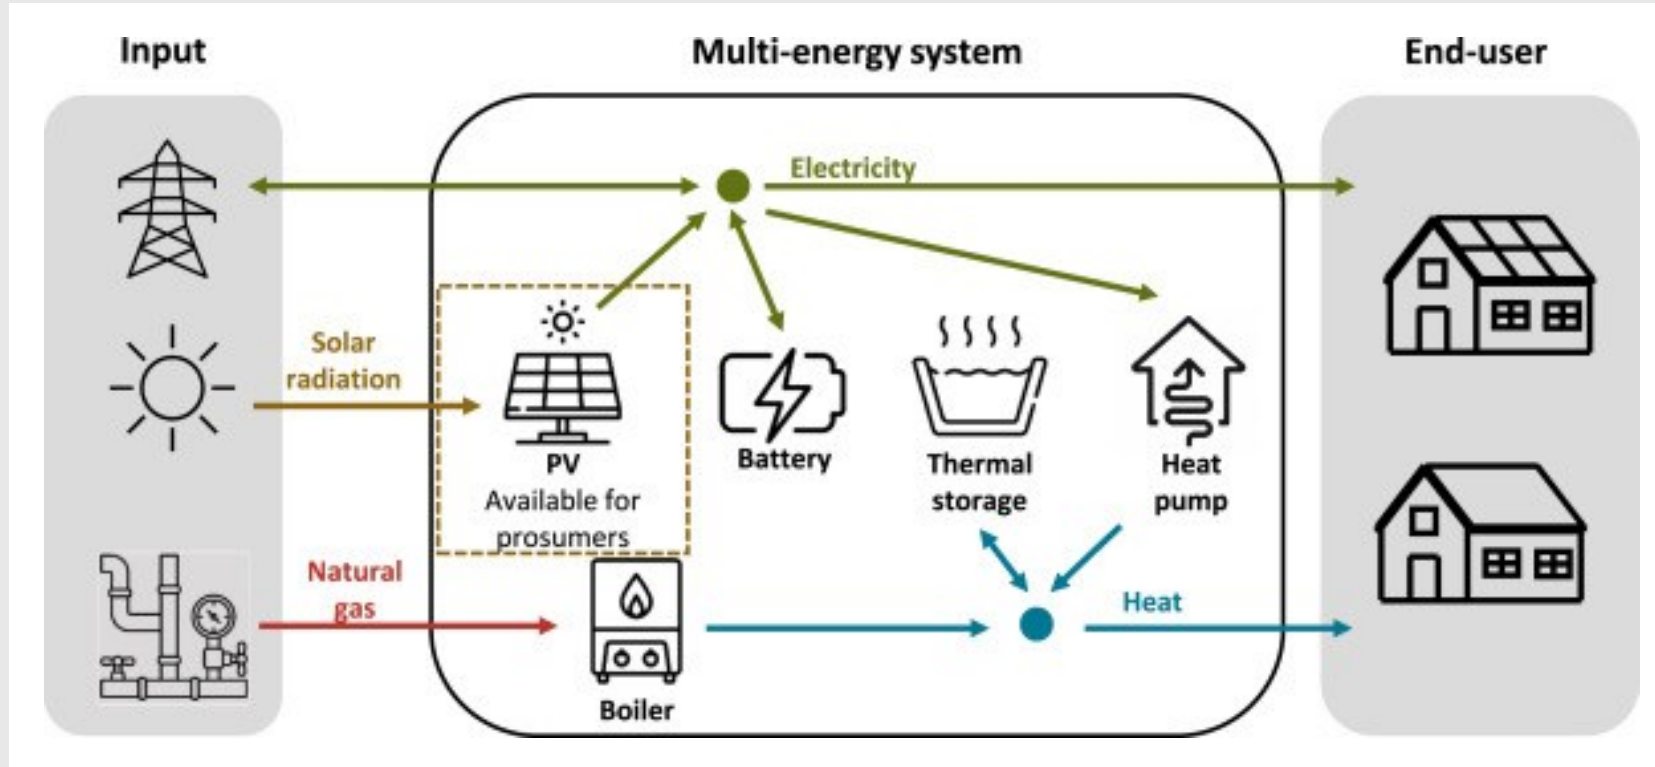 Input
Multi-energy system
End-user
Electricity
Solar
radiation
PV
Available for
prosumers
Battery
Thermal
storage
Heat
pump
Natural
gas
Heat
Boiler